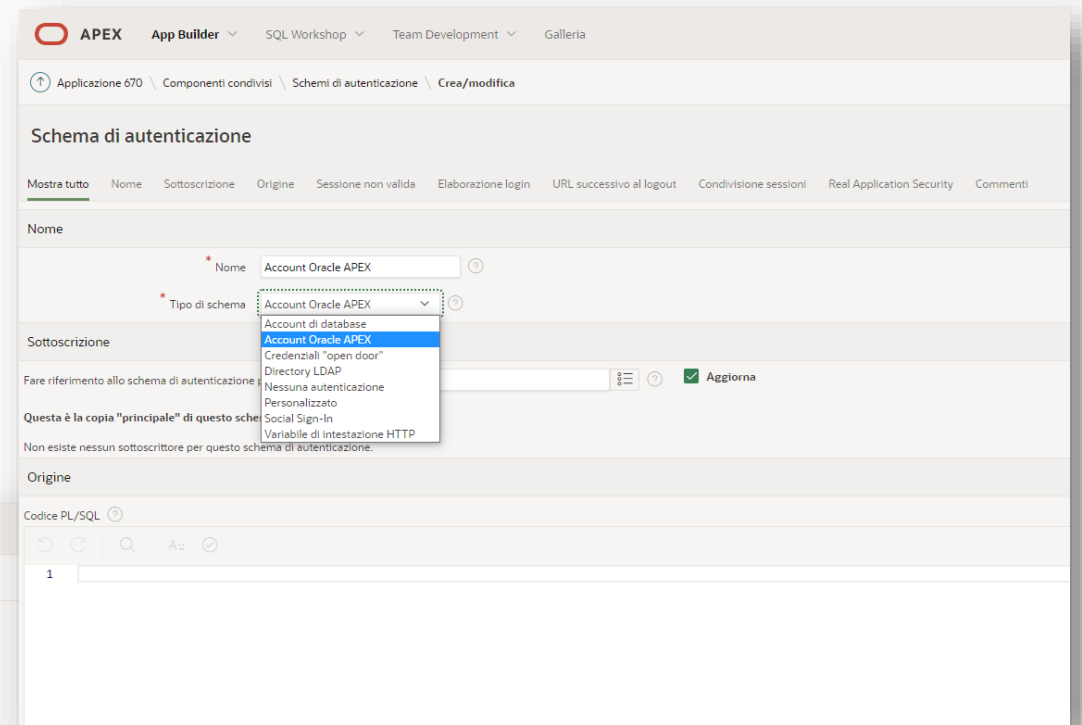 APEX App Builder SQL Workshop Team Development Galleria
Applicazione 670 \ Componenti condivisi \ Schemi di autenticazione \ Crea/modifica
Schema di autenticazione
Mostra tutto Nome Sottoscrizione Origine Sessione non valida Elaborazione login URL successivo al logout Condivisione sessioni Real Application Security Commenti
Nome
* Nome Account Oracle APEX ?
* Tipo di schema Account Oracle APEX ?
Account di database
Account Oracle APEX
Credenziali "open door"
Directory LDAP
Nessuna autenticazione
Personalizzato
Social Sign-In
Variabile di intestazione HTTP
Sottoscrizione
Fare riferimento allo schema di autenticazione ? Aggiorna
Questa è la copia "principale" di questo
Non esiste nessun sottoscrittore per questo schema di autenticazione.
Origine
Codice PL/SQL ?
A::
1